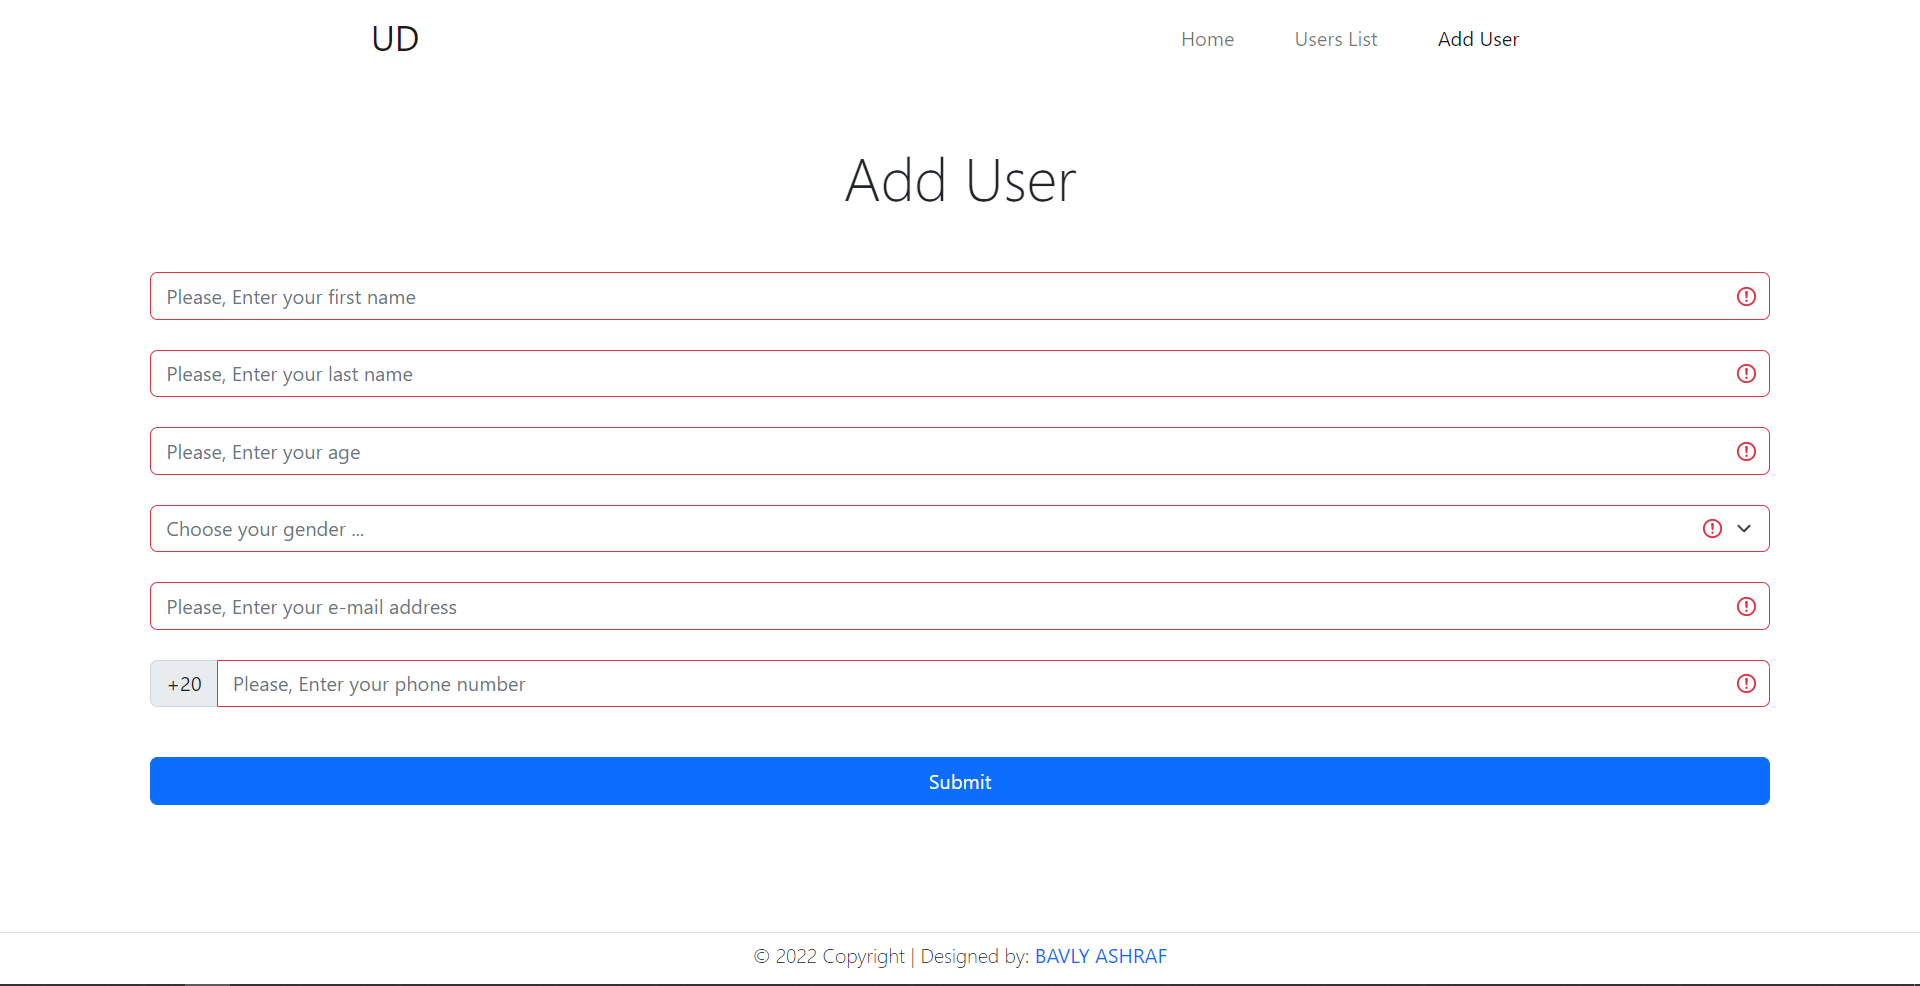 UD Home Users List Add User
Add User
Please, Enter your first name
Please, Enter your last name
Please, Enter your age
Choose your gender ...
Please, Enter your e-mail address
+20 Please, Enter your phone number
Submit
© 2022 Copyright | Designed by: BAVLY ASHRAF